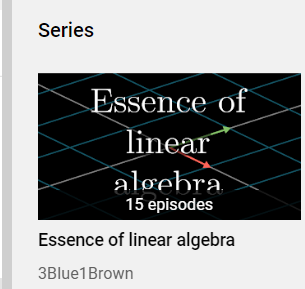 Series
Essence of
linear
algebra
15 episodes
Essence of linear algebra
3Blue1Brown